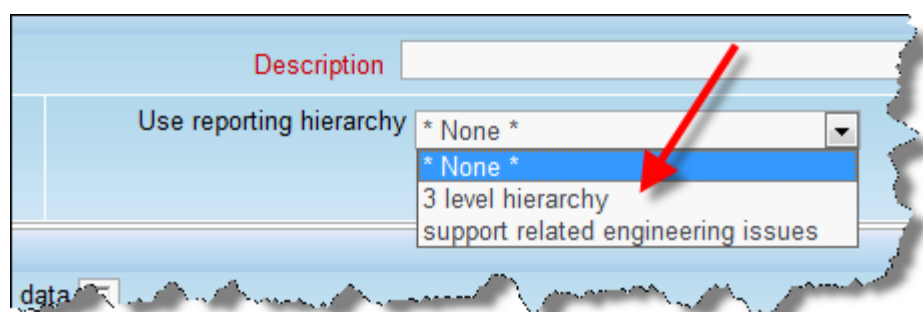 Description
Use reporting hierarchy * None *
* None *
3 level hierarchy
support related engineering issues
data